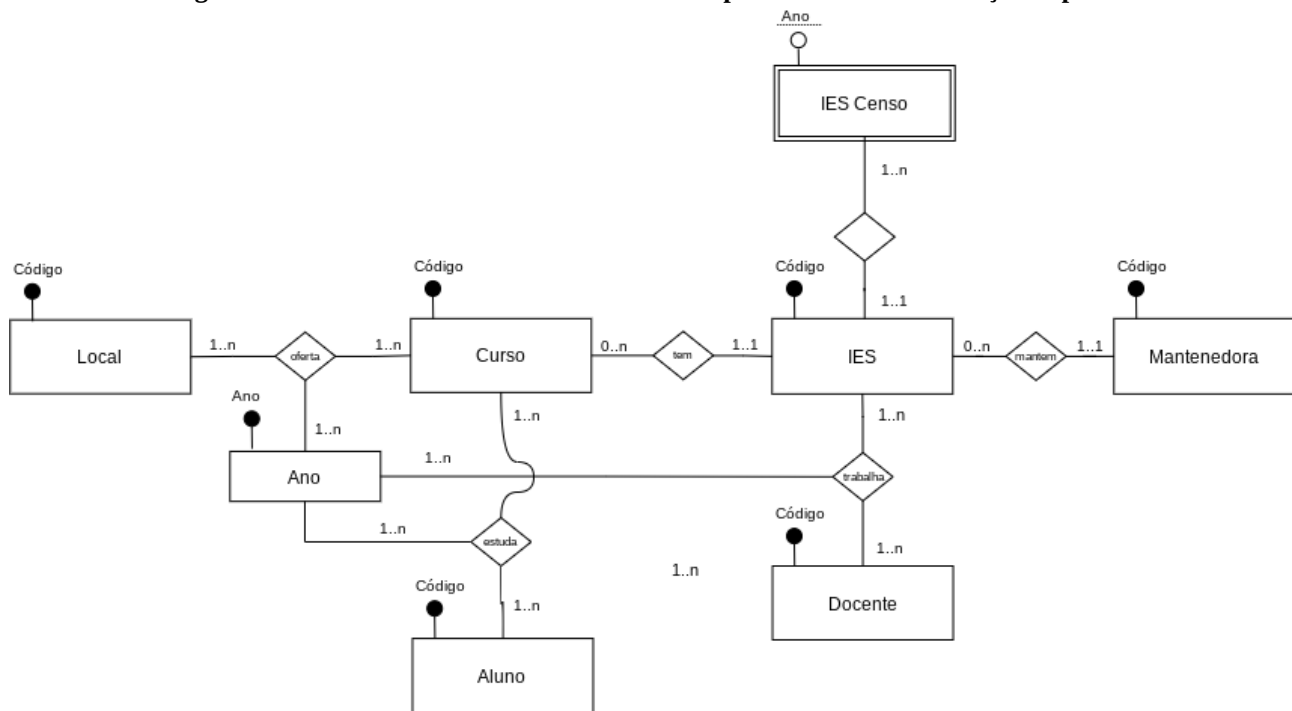 Ano
IES Censo
1..n
Código
Código
Código
Código
1..1
Local
1..n
oferta
1..n
Curso
0..n
tem
1..1
IES
0..n
mantem
1..1
Mantenedora
Ano
1..n
1..n
1..n
Ano
1..n
trabalha
Código
1..n
estuda
1..n
1..n
Código
1..n
Docente
Aluno